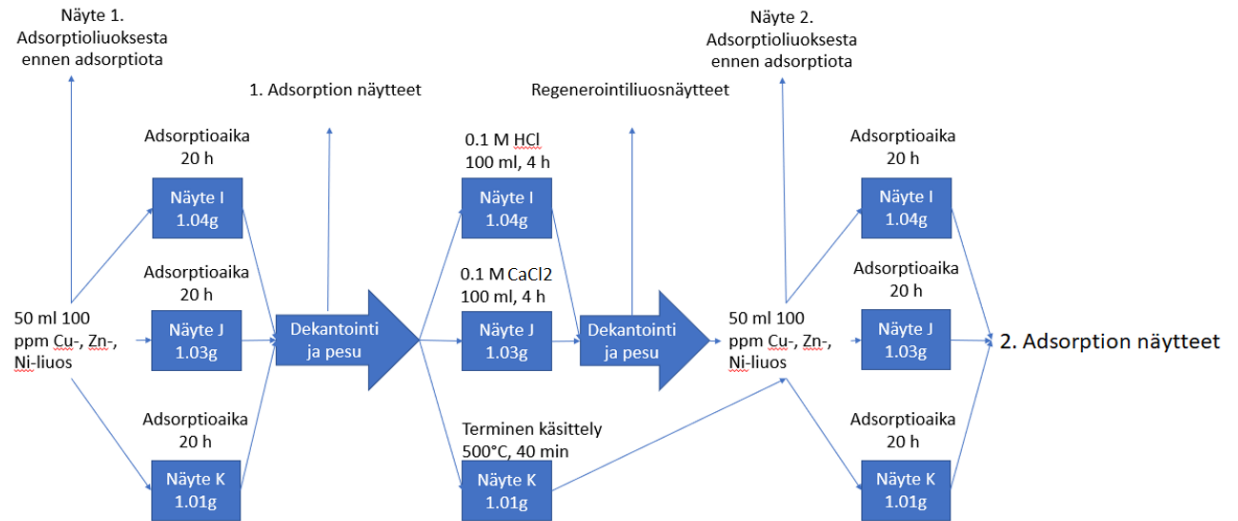 Näyte 1.
Adsorptioliuoksesta
ennen adsorptiota
1. Adsorption näytteet
Regenerointiliuosnäytteet
Näyte 2.
Adsorptioliuoksesta
ennen adsorptiota
50 ml 100
ppm Cu-, Zn-,
Ni-liuos
Adsorptioaika
20 h
Näyte I
1.04g
Adsorptioaika
20 h
Näyte J
1.03g
Adsorptioaika
20 h
Näyte K
1.01g
Dekantointi
ja pesu
0.1 M HCl
100 ml, 4 h
Näyte I
1.04g
0.1 M CaCl2
100 ml, 4 h
Näyte J
1.03g
Terminen käsittely
500°C, 40 min
Näyte K
1.01g
Dekantointi
ja pesu
50 ml 100
ppm Cu-, Zn-,
Ni-liuos
Adsorptioaika
20 h
Näyte I
1.04g
Adsorptioaika
20 h
Näyte J
1.03g
Adsorptioaika
20 h
Näyte K
1.01g
2. Adsorption näytteet